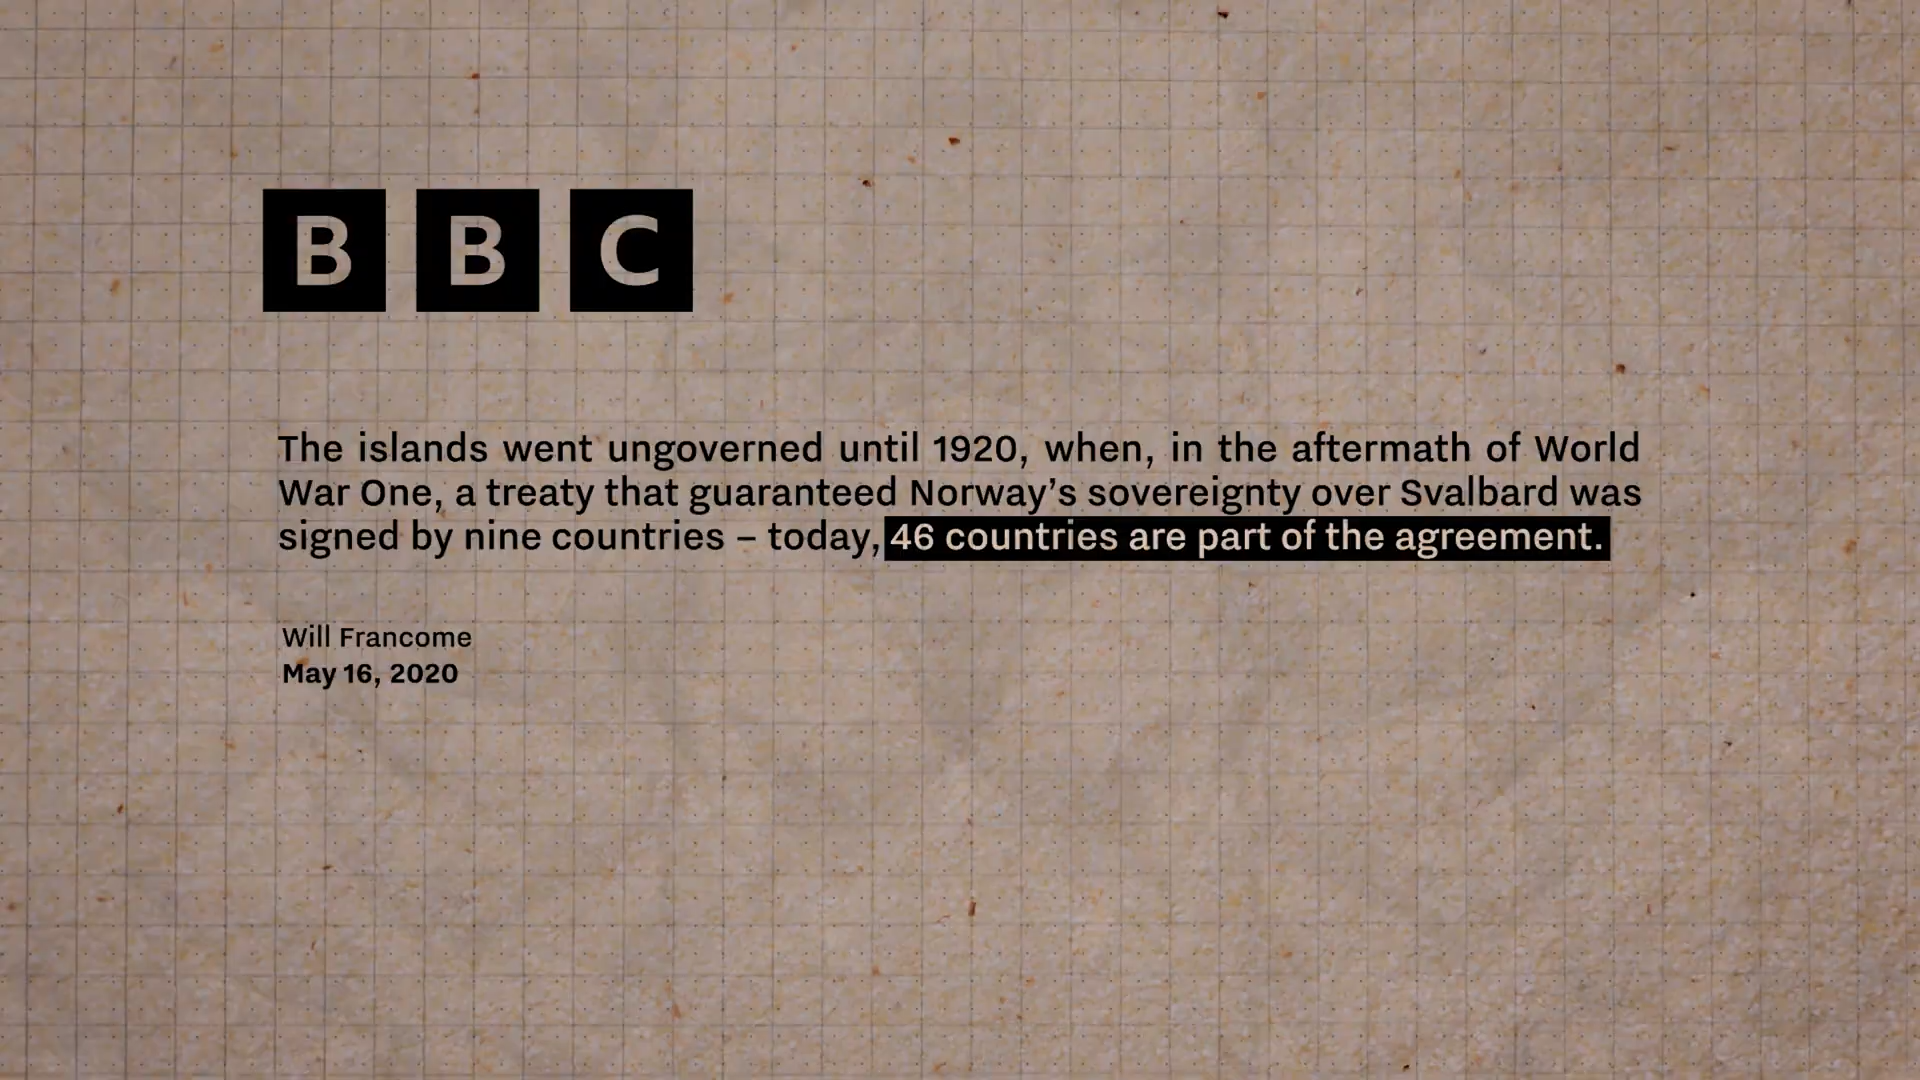 BBC
The islands went ungoverned until 1920, when, in the aftermath of World
War One, a treaty that guaranteed Norway’s sovereignty over Svalbard was
signed by nine countries – today, 46 countries are part of the agreement.
Will Francome
May 16, 2020